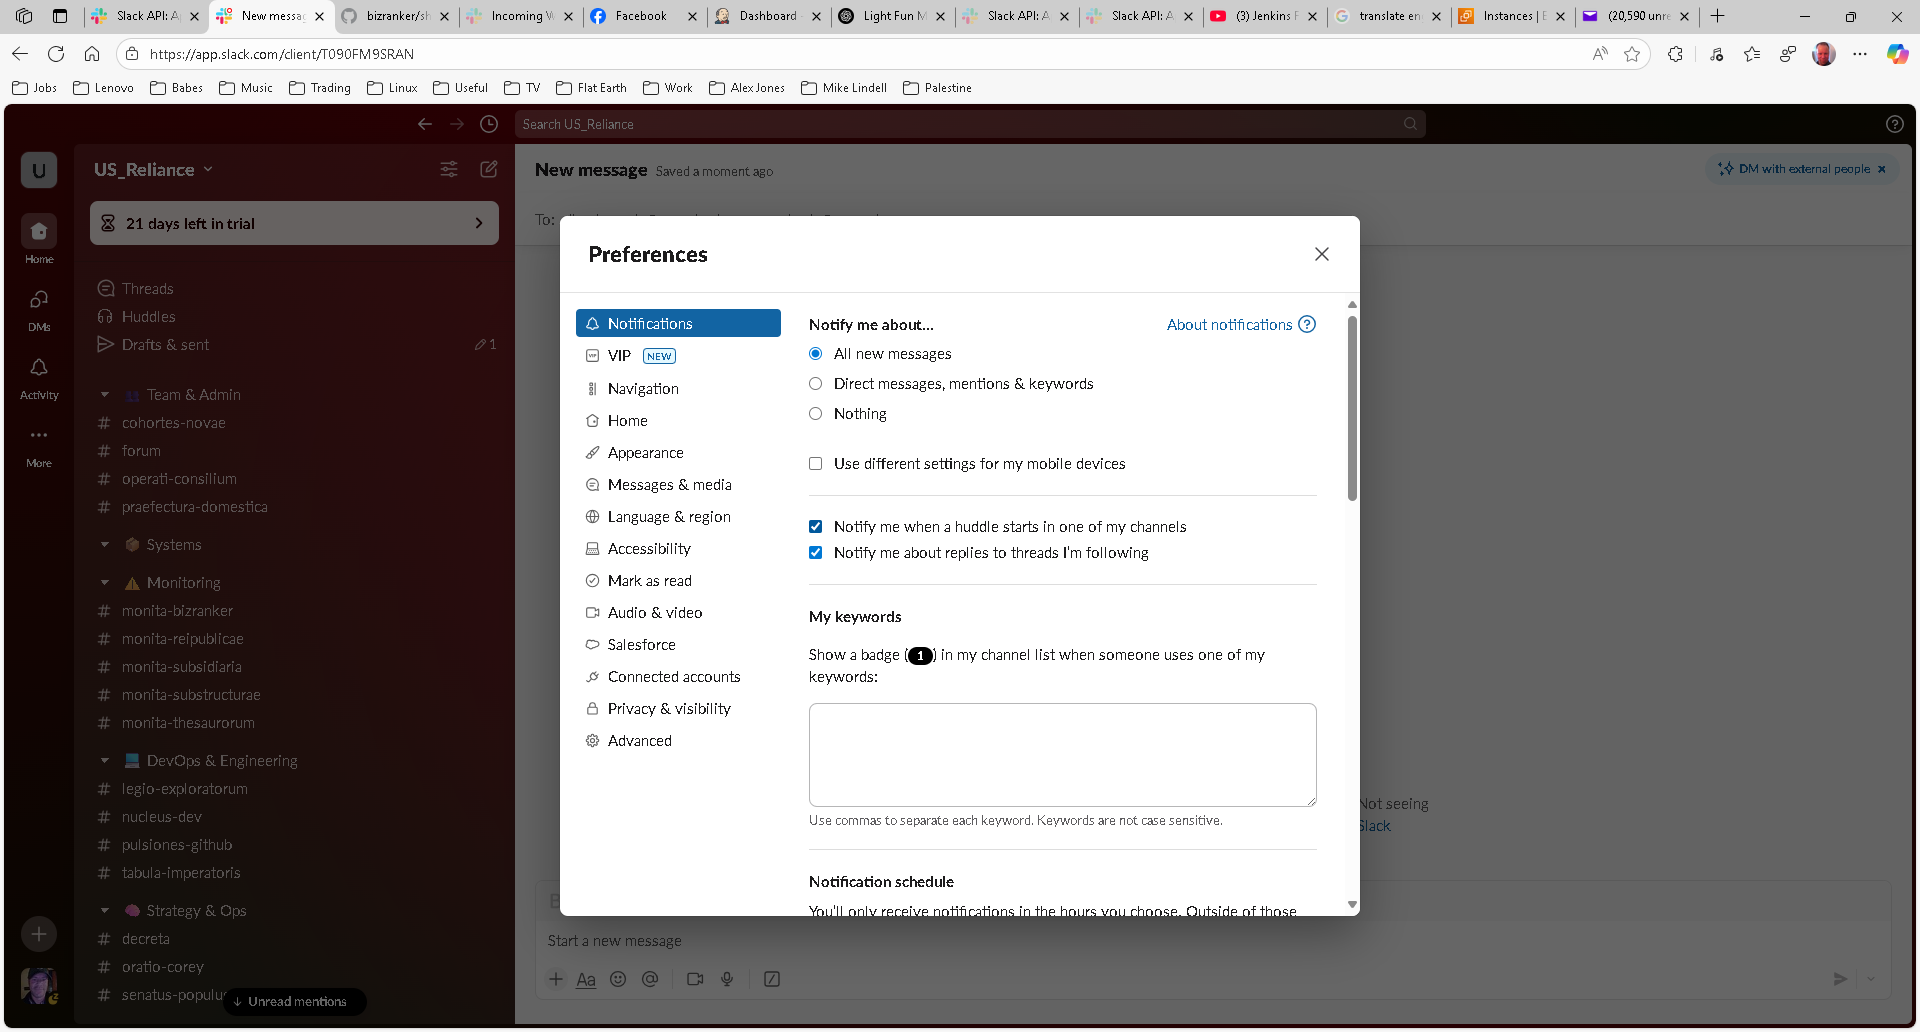 Slack API: A
New messag
bizranker/sh
Incoming W
Facebook
Dashboard
Light Fun M
Slack API: A
Slack API: A
(3) Jenkins F
translate en
Instances | E
(20,590 unre
https://app.slack.com/client/T090FM9SRAN
Jobs
Lenovo
Babes
Music
Trading
Linux
Useful
TV
Flat Earth
Work
Alex Jones
Mike Lindell
Palestine
Search US_Reliance
U
US_Reliance
New message Saved a moment ago
DM with external people
21 days left in trial
To:
Home
DMs
Activity
More
Threads
Huddles
Drafts & sent
1
Team & Admin
# cohortes-novae
# forum
# operati-consilium
# praefectura-domestica
Systems
Monitoring
# monita-bizranker
# monita-reipublicae
# monita-subsidiaria
# monita-substructurae
# monita-thesaurorum
DevOps & Engineering
# legio-exploratorum
# nucleus-dev
# pulsiones-github
# tabula-imperatoris
Strategy & Ops
# decreta
# oratio-corey
# senatus-populu
Unread mentions
Preferences
Notifications
VIP NEW
Navigation
Home
Appearance
Messages & media
Language & region
Accessibility
Mark as read
Audio & video
Salesforce
Connected accounts
Privacy & visibility
Advanced
Notify me about...
About notifications ?
All new messages
Direct messages, mentions & keywords
Nothing
Use different settings for my mobile devices
Notify me when a huddle starts in one of my channels
Notify me about replies to threads I'm following
My keywords
Show a badge (1) in my channel list when someone uses one of my
keywords:
Use commas to separate each keyword. Keywords are not case sensitive.
Notification schedule
You'll only receive notifications in the hours you choose. Outside of those
Not seeing
Slack
B
Start a new message
Aa